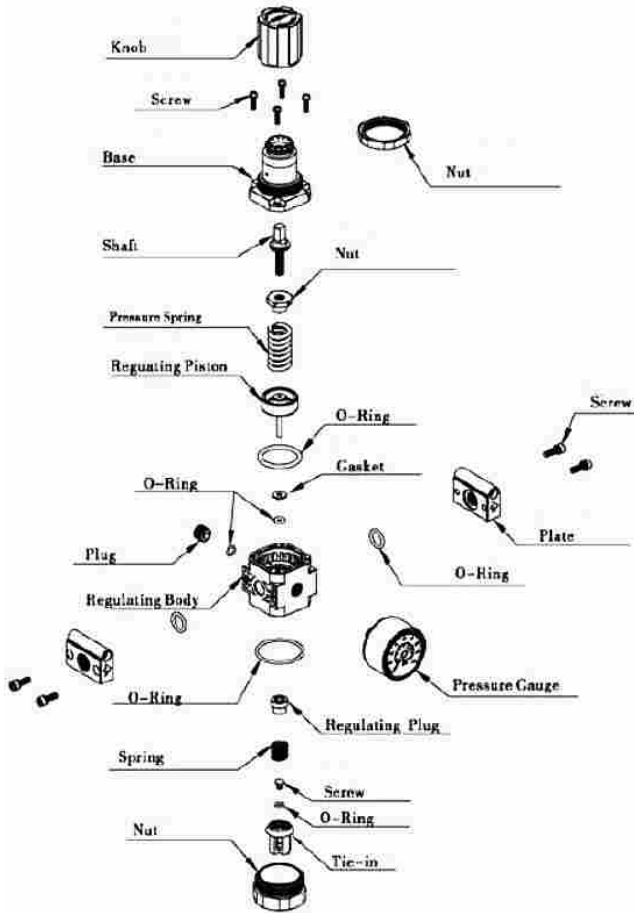 Knob
Screw
Base
Nut
Shaft
Nut
Pressure Spring
Reguating Piston
O-Ring
Screw
Gasket
O-Ring
Plate
Plug
O-Ring
Regulating Body
Pressure Gauge
O-Ring
Regulating Plug
Spring
Screw
O-Ring
Nut
Tie-in